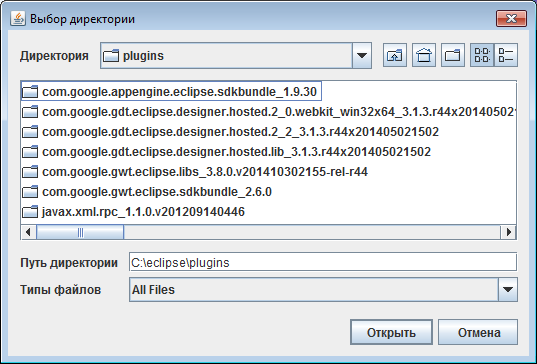 Выбор директории
Директория plugins
com.google.appengine.eclipse.sdkbundle_1.9.30
com.google.gdt.eclipse.designer.hosted.2_0.webkit_win32x64_3.1.3.r44x20140502
com.google.gdt.eclipse.designer.hosted.2_2_3.1.3.r44x201405021502
com.google.gdt.eclipse.designer.hosted.lib_3.1.3.r44x201405021502
com.google.gwt.eclipse.libs_3.8.0.v201410302155-rel-r44
com.google.gwt.eclipse.sdkbundle_2.6.0
javax.xml.rpc_1.1.0.v201209140446
Путь директории C:\eclipse\plugins
Типы файлов All Files
Открыть Отмена